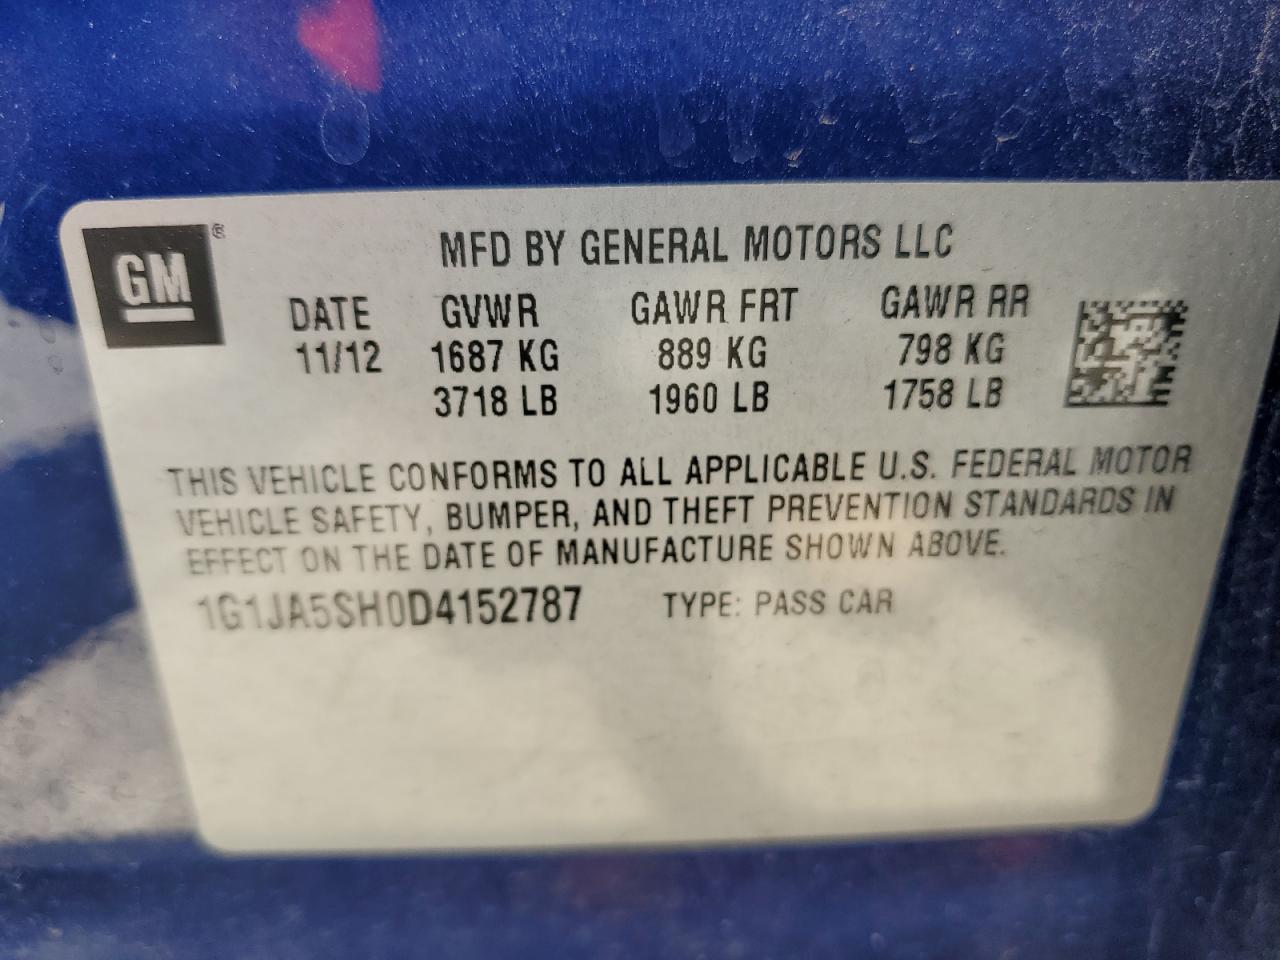 GM ®
MFD BY GENERAL MOTORS LLC
DATE GVWR GAWR FRT GAWR RR
11/12 1687 KG 889 KG 798 KG
3718 LB 1960 LB 1758 LB
THIS VEHICLE CONFORMS TO ALL APPLICABLE U.S. FEDERAL MOTOR
VEHICLE SAFETY, BUMPER, AND THEFT PREVENTION STANDARDS IN
EFFECT ON THE DATE OF MANUFACTURE SHOWN ABOVE.
1G1JA5SH0D4152787 TYPE: PASS CAR